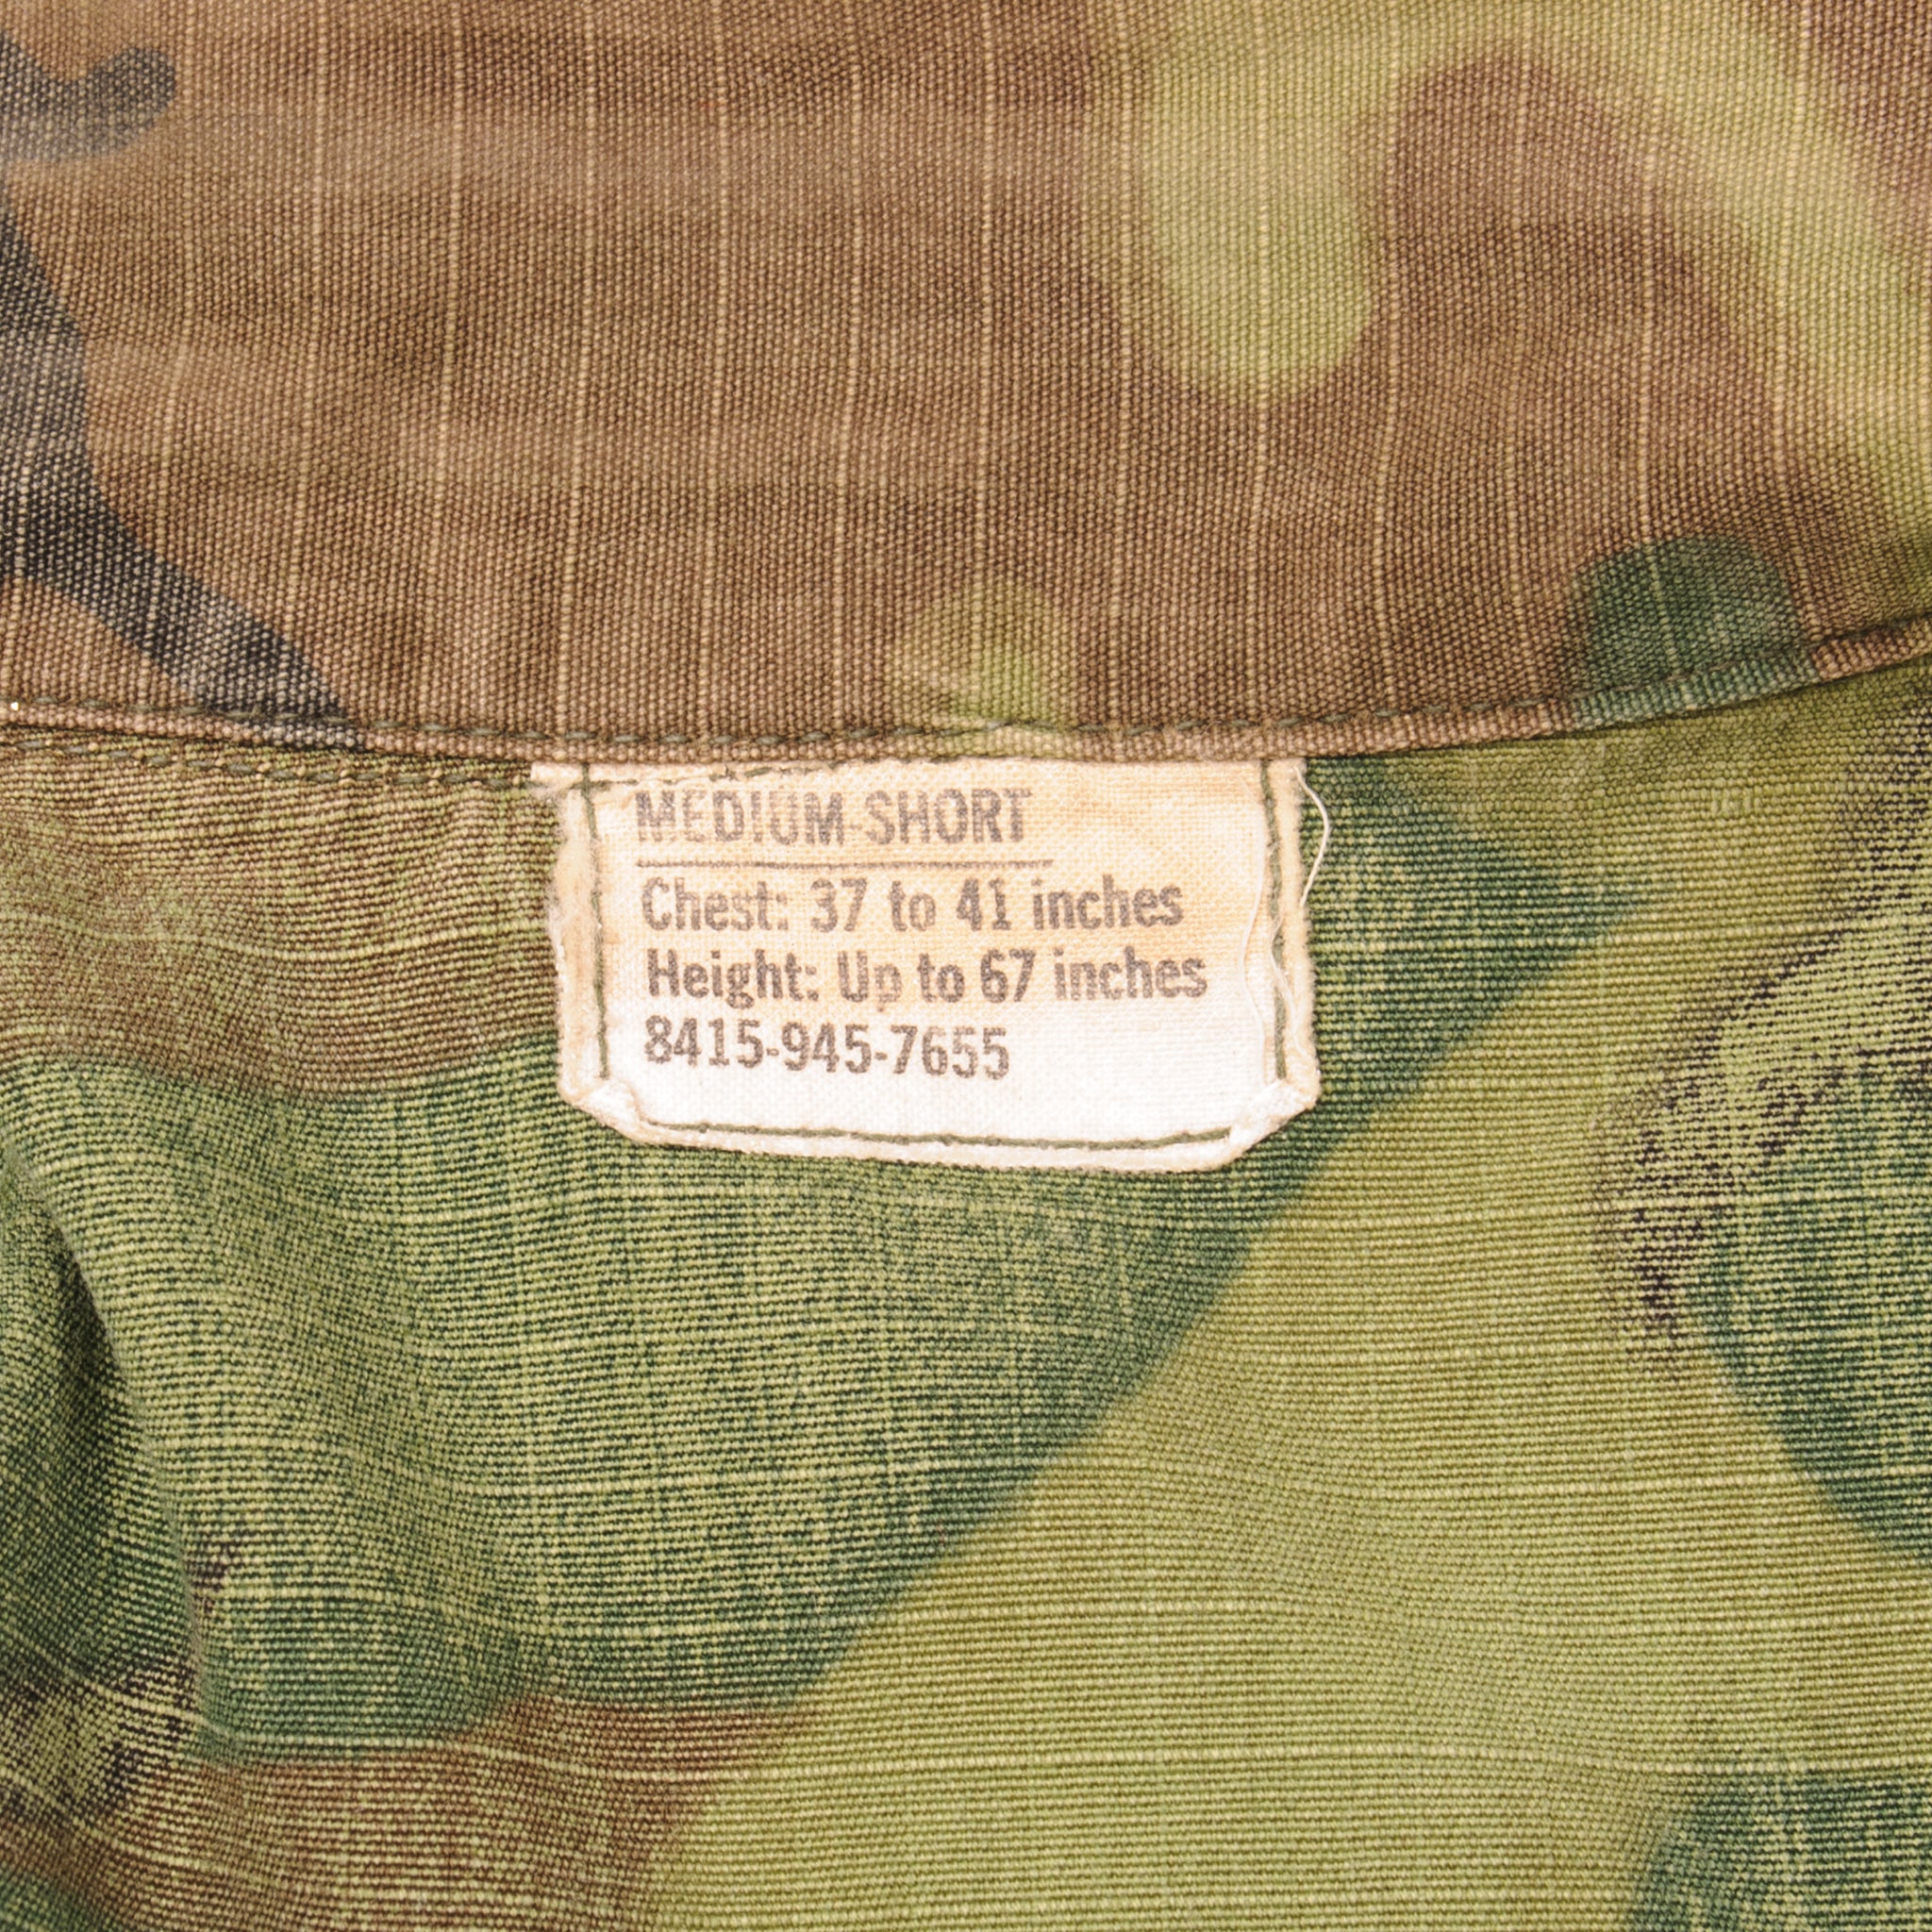 MEDIUM-SHORT
Chest: 37 to 41 inches
Height: Up to 67 inches
8415-945-7655